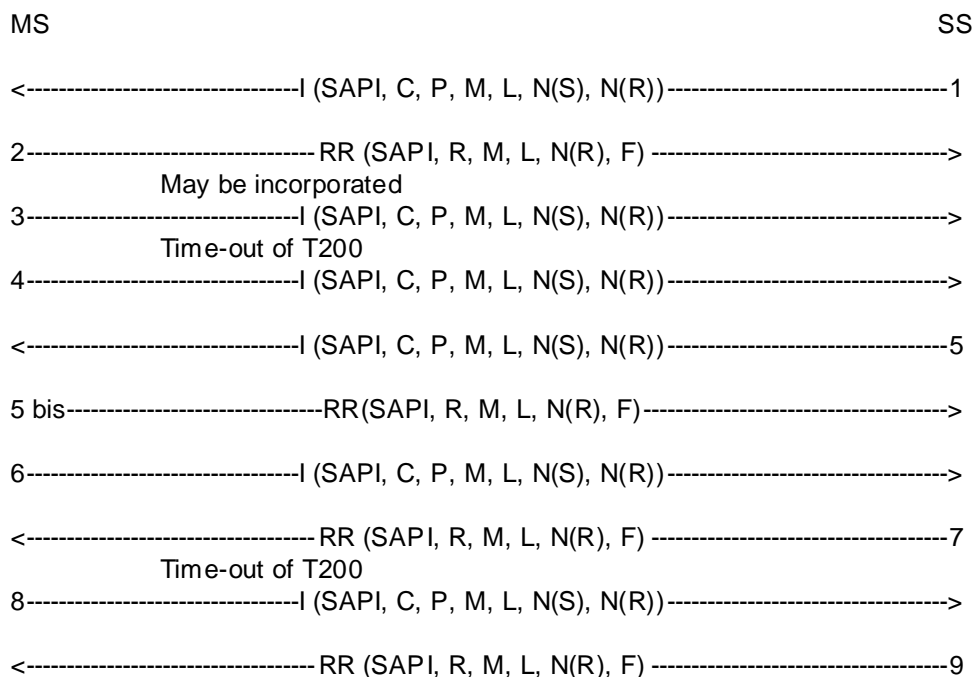 MS SS
<----------------------------------I (SAPI, C, P, M, L, N(S), N(R))-----------------------------------1
2------------------------------------RR (SAPI, R, M, L, N(R), F) ------------------------------------->
May be incorporated
3----------------------------------I (SAPI, C, P, M, L, N(S), N(R))----------------------------------->
Time-out of T200
4----------------------------------I (SAPI, C, P, M, L, N(S), N(R))----------------------------------->
<----------------------------------I (SAPI, C, P, M, L, N(S), N(R))-----------------------------------5
5 bis--------------------------------RR(SAPI, R, M, L, N(R), F)-------------------------------------->
6----------------------------------I (SAPI, C, P, M, L, N(S), N(R))----------------------------------->
<------------------------------------RR (SAPI, R, M, L, N(R), F) -------------------------------------7
Time-out of T200
8----------------------------------I (SAPI, C, P, M, L, N(S), N(R))----------------------------------->
<------------------------------------RR (SAPI, R, M, L, N(R), F) -------------------------------------9